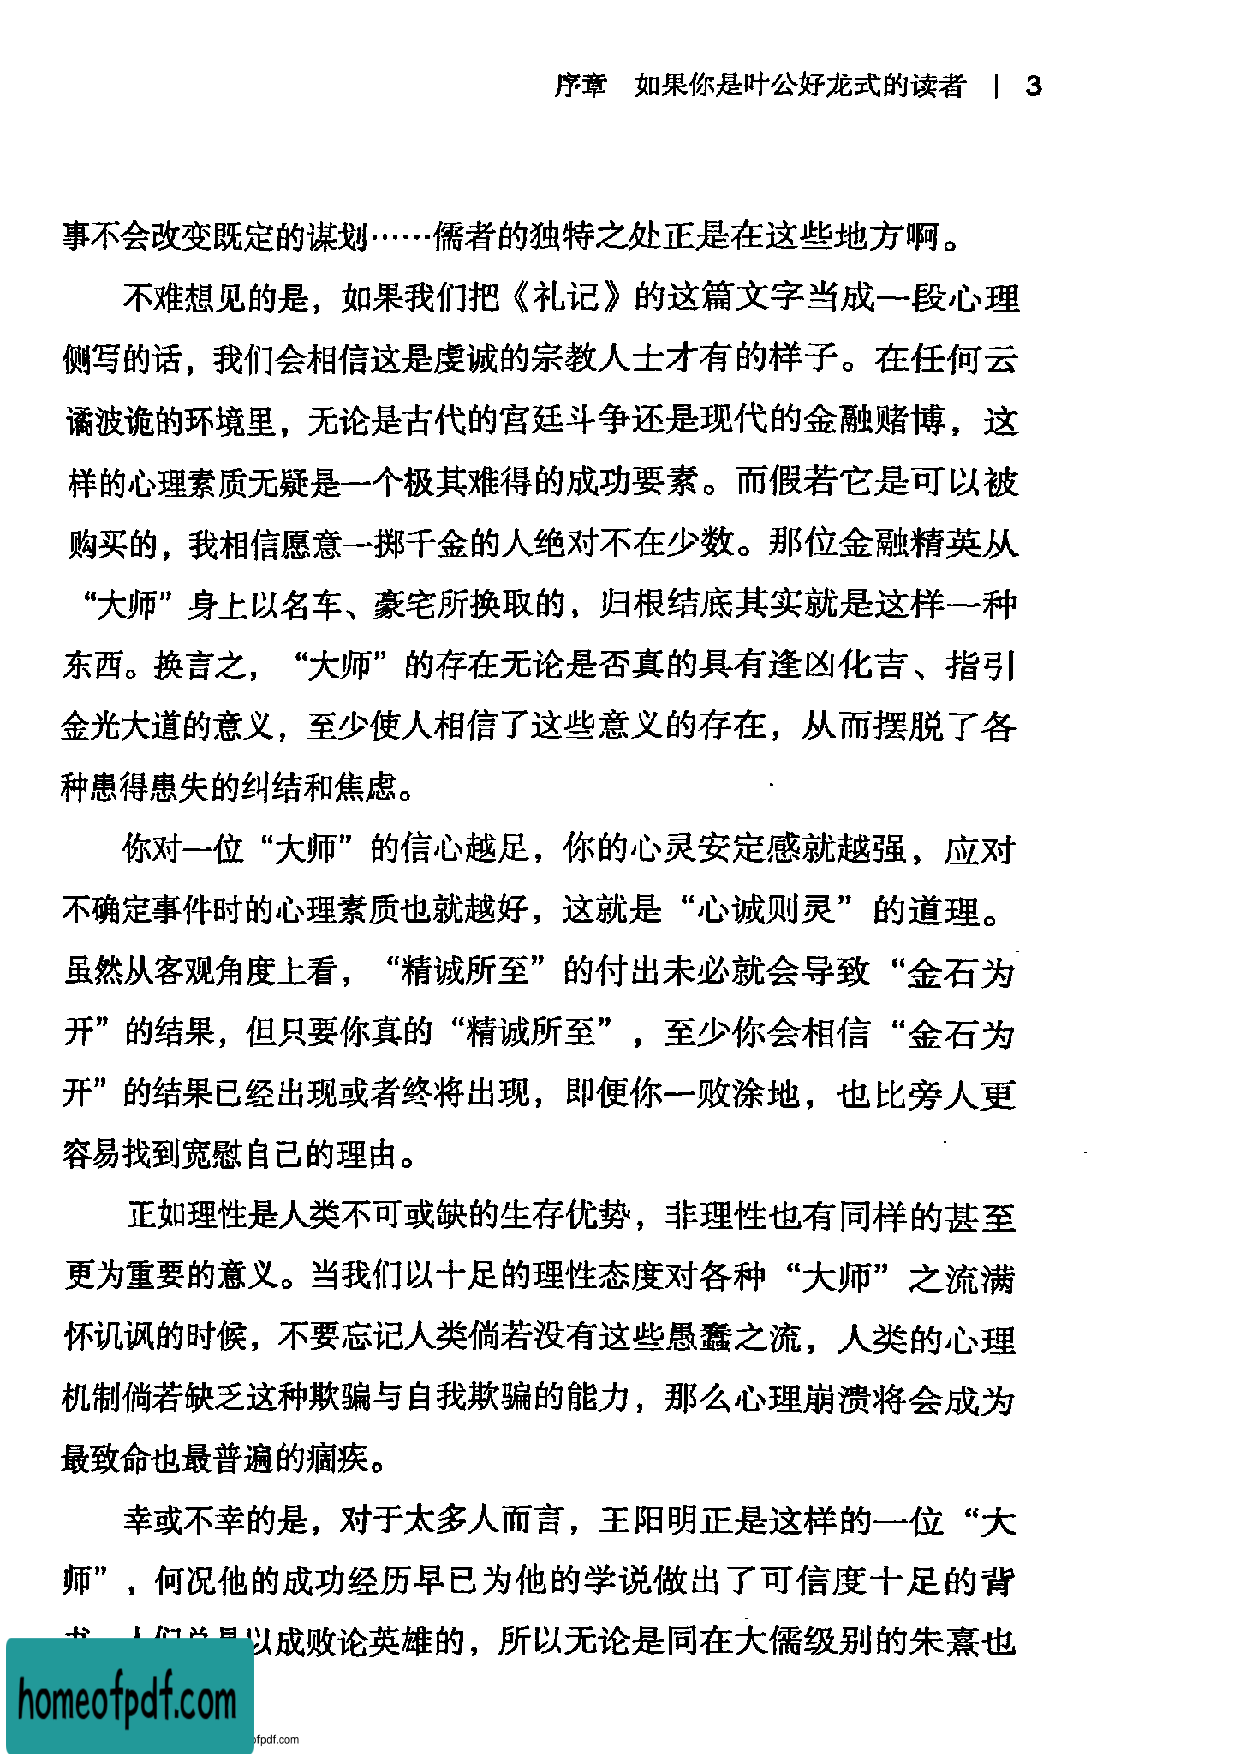 序章 如果你是叶公好龙式的读者 | 3
事不会改变既定的谋划……儒者的独特之处正是在这些地方啊。
不难想见的是，如果我们把《礼记》的这篇文字当成一段心理
侧写的话，我们会相信这是虔诚的宗教人士才有的样子。在任何云
谲波诡的环境里，无论是古代的宫廷斗争还是现代的金融赌博，这
样的心理素质无疑是一个极其难得的成功要素。而假若它是可以被
购买的，我相信愿意一掷千金的人绝对不在少数。那位金融精英从
“大师”身上以名车、豪宅所换取的，归根结底其实就是这样一种
东西。换言之，“大师”的存在无论是否真的具有逢凶化吉、指引
金光大道的意义，至少使人相信了这些意义的存在，从而摆脱了各
种患得患失的纠结和焦虑。
你对一位“大师”的信心越足，你的心灵安定感就越强，应对
不确定事件时的心理素质也就越好，这就是“心诚则灵”的道理。
虽然从客观角度上看，“精诚所至”的付出未必就会导致“金石为
开”的结果，但只要你真的“精诚所至”，至少你会相信“金石为
开”的结果已经出现或者终将出现，即便你一败涂地，也比旁人更
容易找到宽慰自己的理由。
正如理性是人类不可或缺的生存优势，非理性也有同样的甚至
更为重要的意义。当我们以十足的理性态度对各种“大师”之流满
怀讥讽的时候，不要忘记人类倘若没有这些愚蠢之流，人类的心理
机制倘若缺乏这种欺骗与自我欺骗的能力，那么心理崩溃将会成为
最致命也最普遍的痼疾。
幸或不幸的是，对于太多人而言，王阳明正是这样的一位“大
师”，何况他的成功经历早已为他的学说做出了可信度十足的背
以成败论英雄的，所以无论是同在大儒级别的朱熹也
homeofpdf.com
ofpdf.com